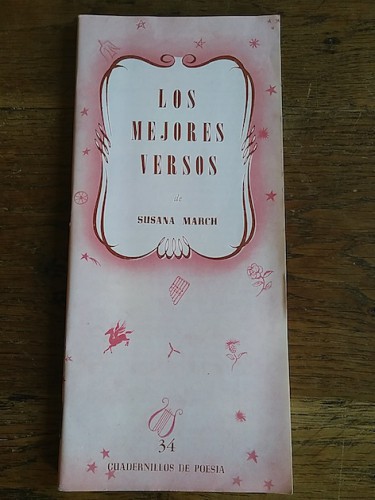 LOS
MEJORES
VERSOS
de
SUSANA MARCH
34
CUADERNILLOS DE POESIA